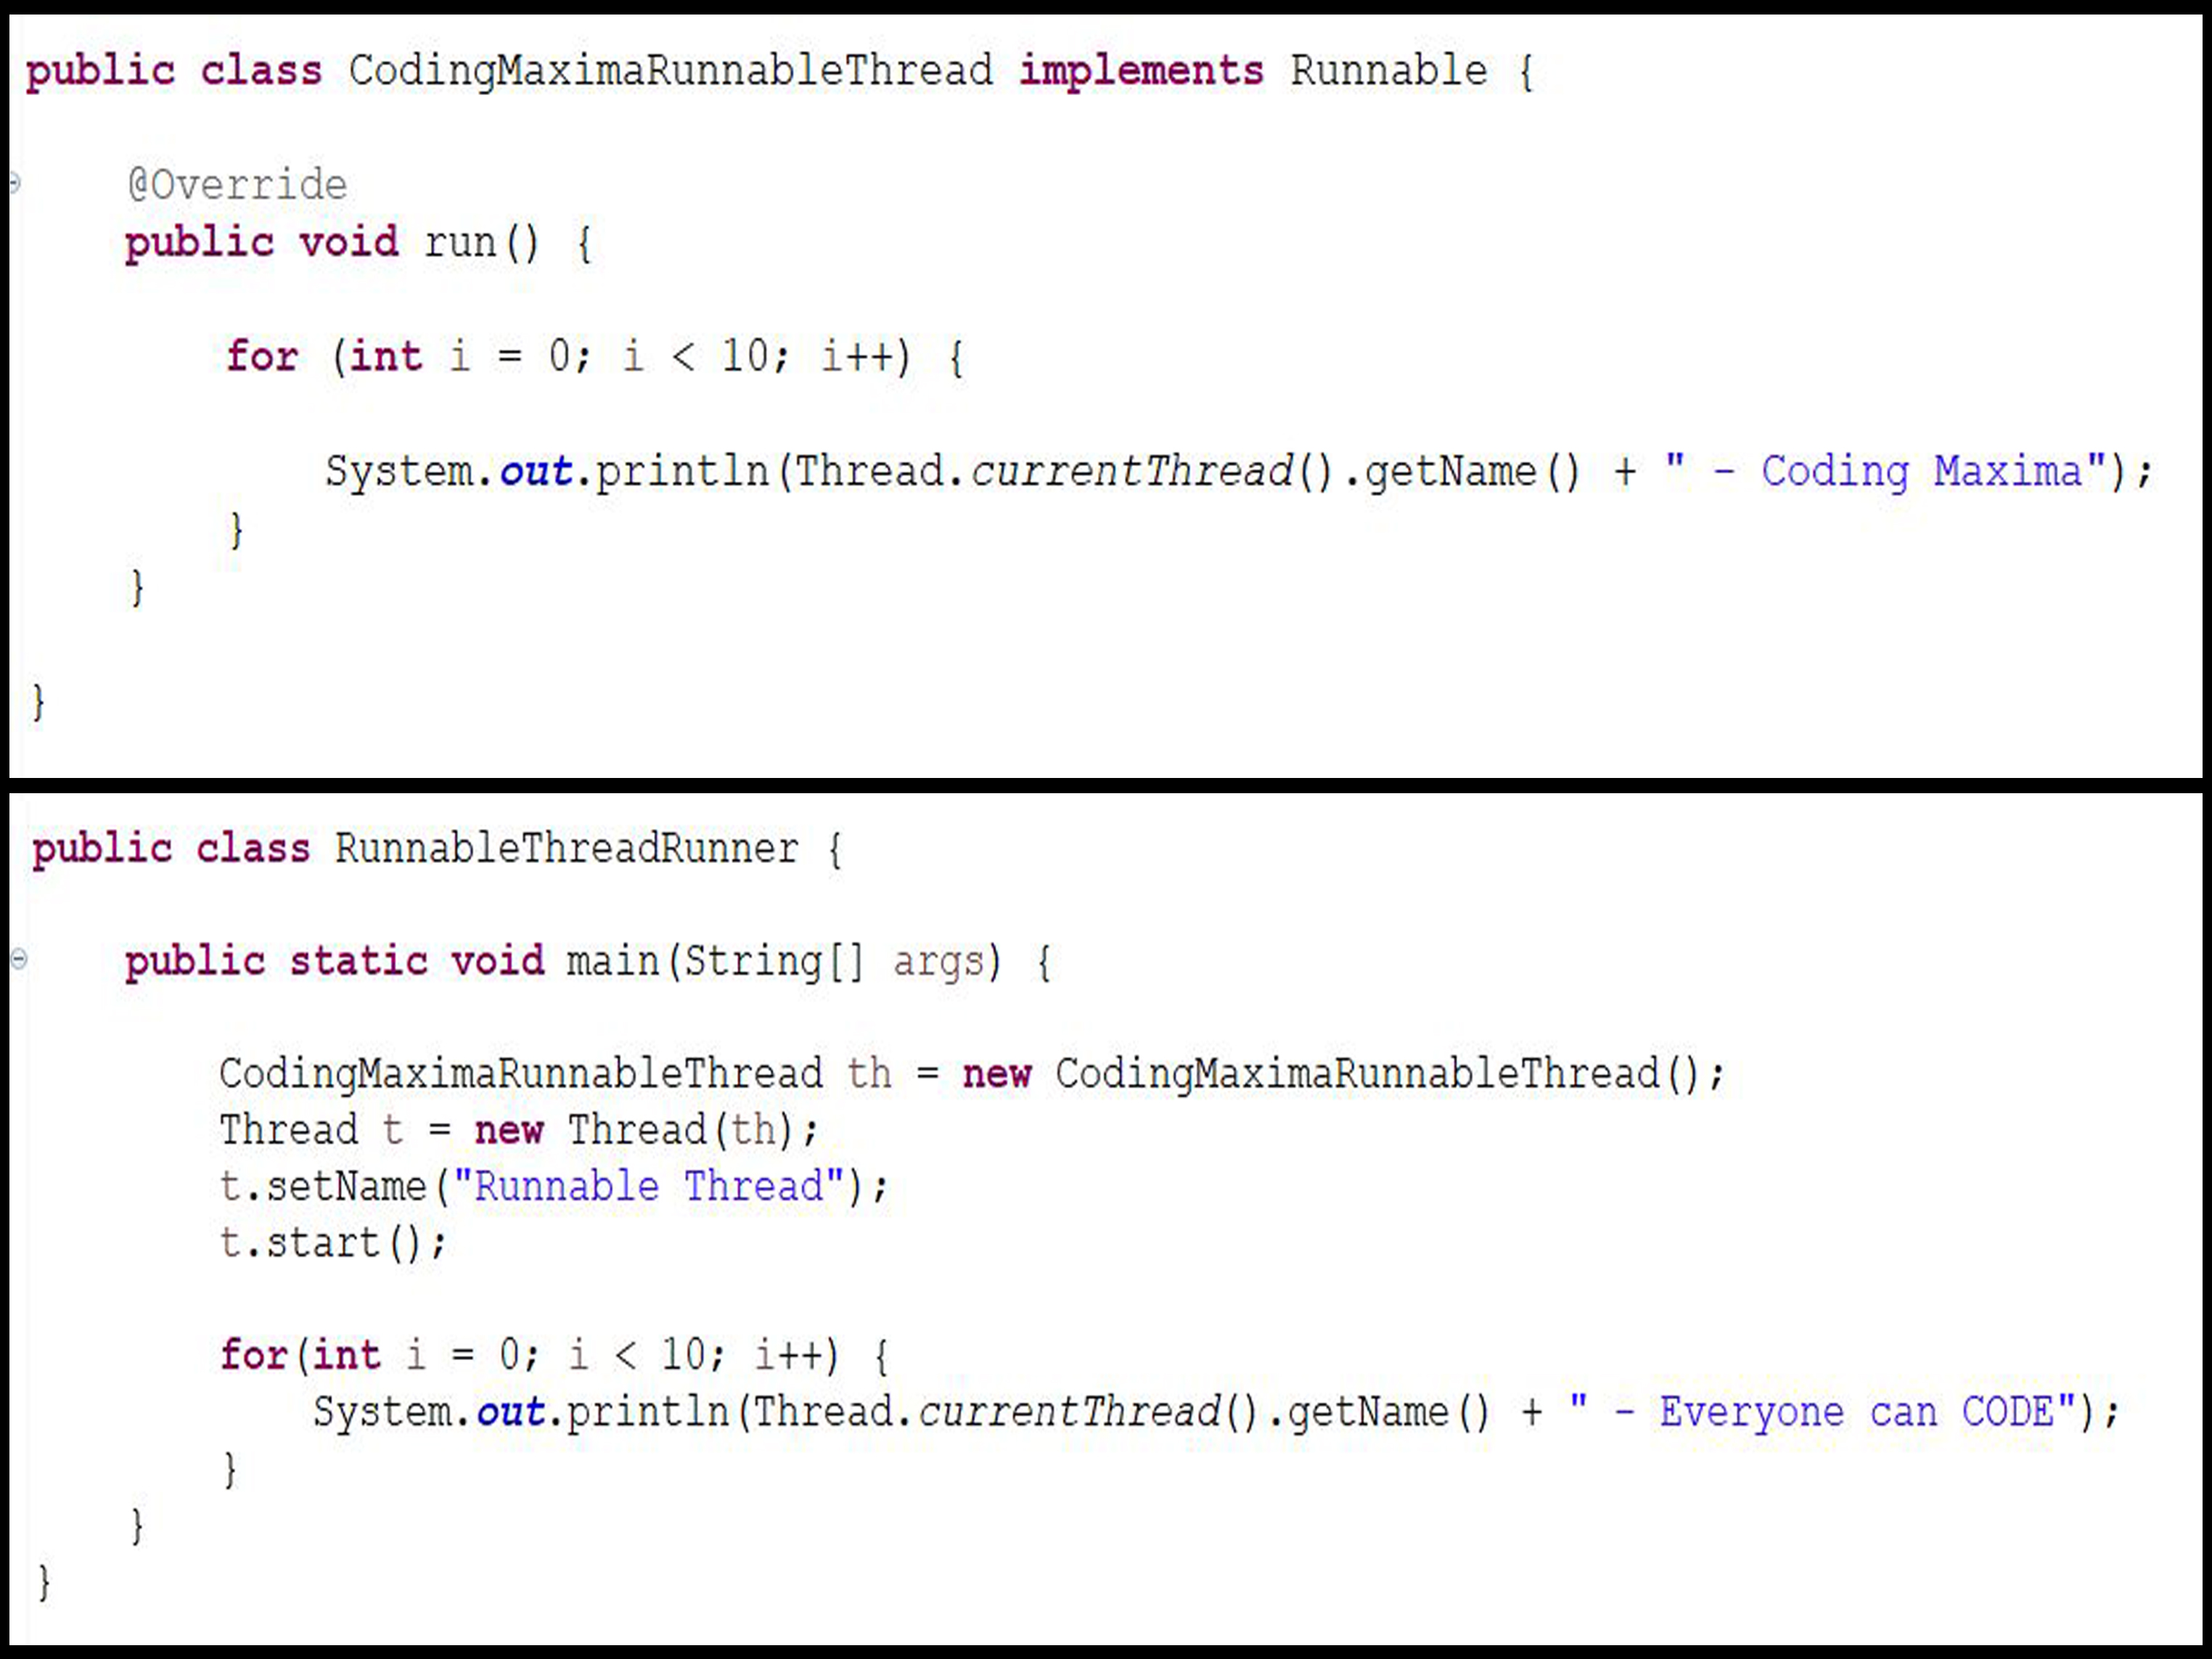 public class CodingMaximaRunnableThread implements Runnable {
@Override
public void run() {
for (int i = 0; i < 10; i++) {
System.out.println(Thread.currentThread().getName() + " - Coding Maxima");
}
}
}
public class RunnableThreadRunner {
public static void main(String[] args) {
CodingMaximaRunnableThread th = new CodingMaximaRunnableThread();
Thread t = new Thread(th);
t.setName("Runnable Thread");
t.start();
for(int i = 0; i < 10; i++) {
System.out.println(Thread.currentThread().getName() + " - Everyone can CODE");
}
}
}